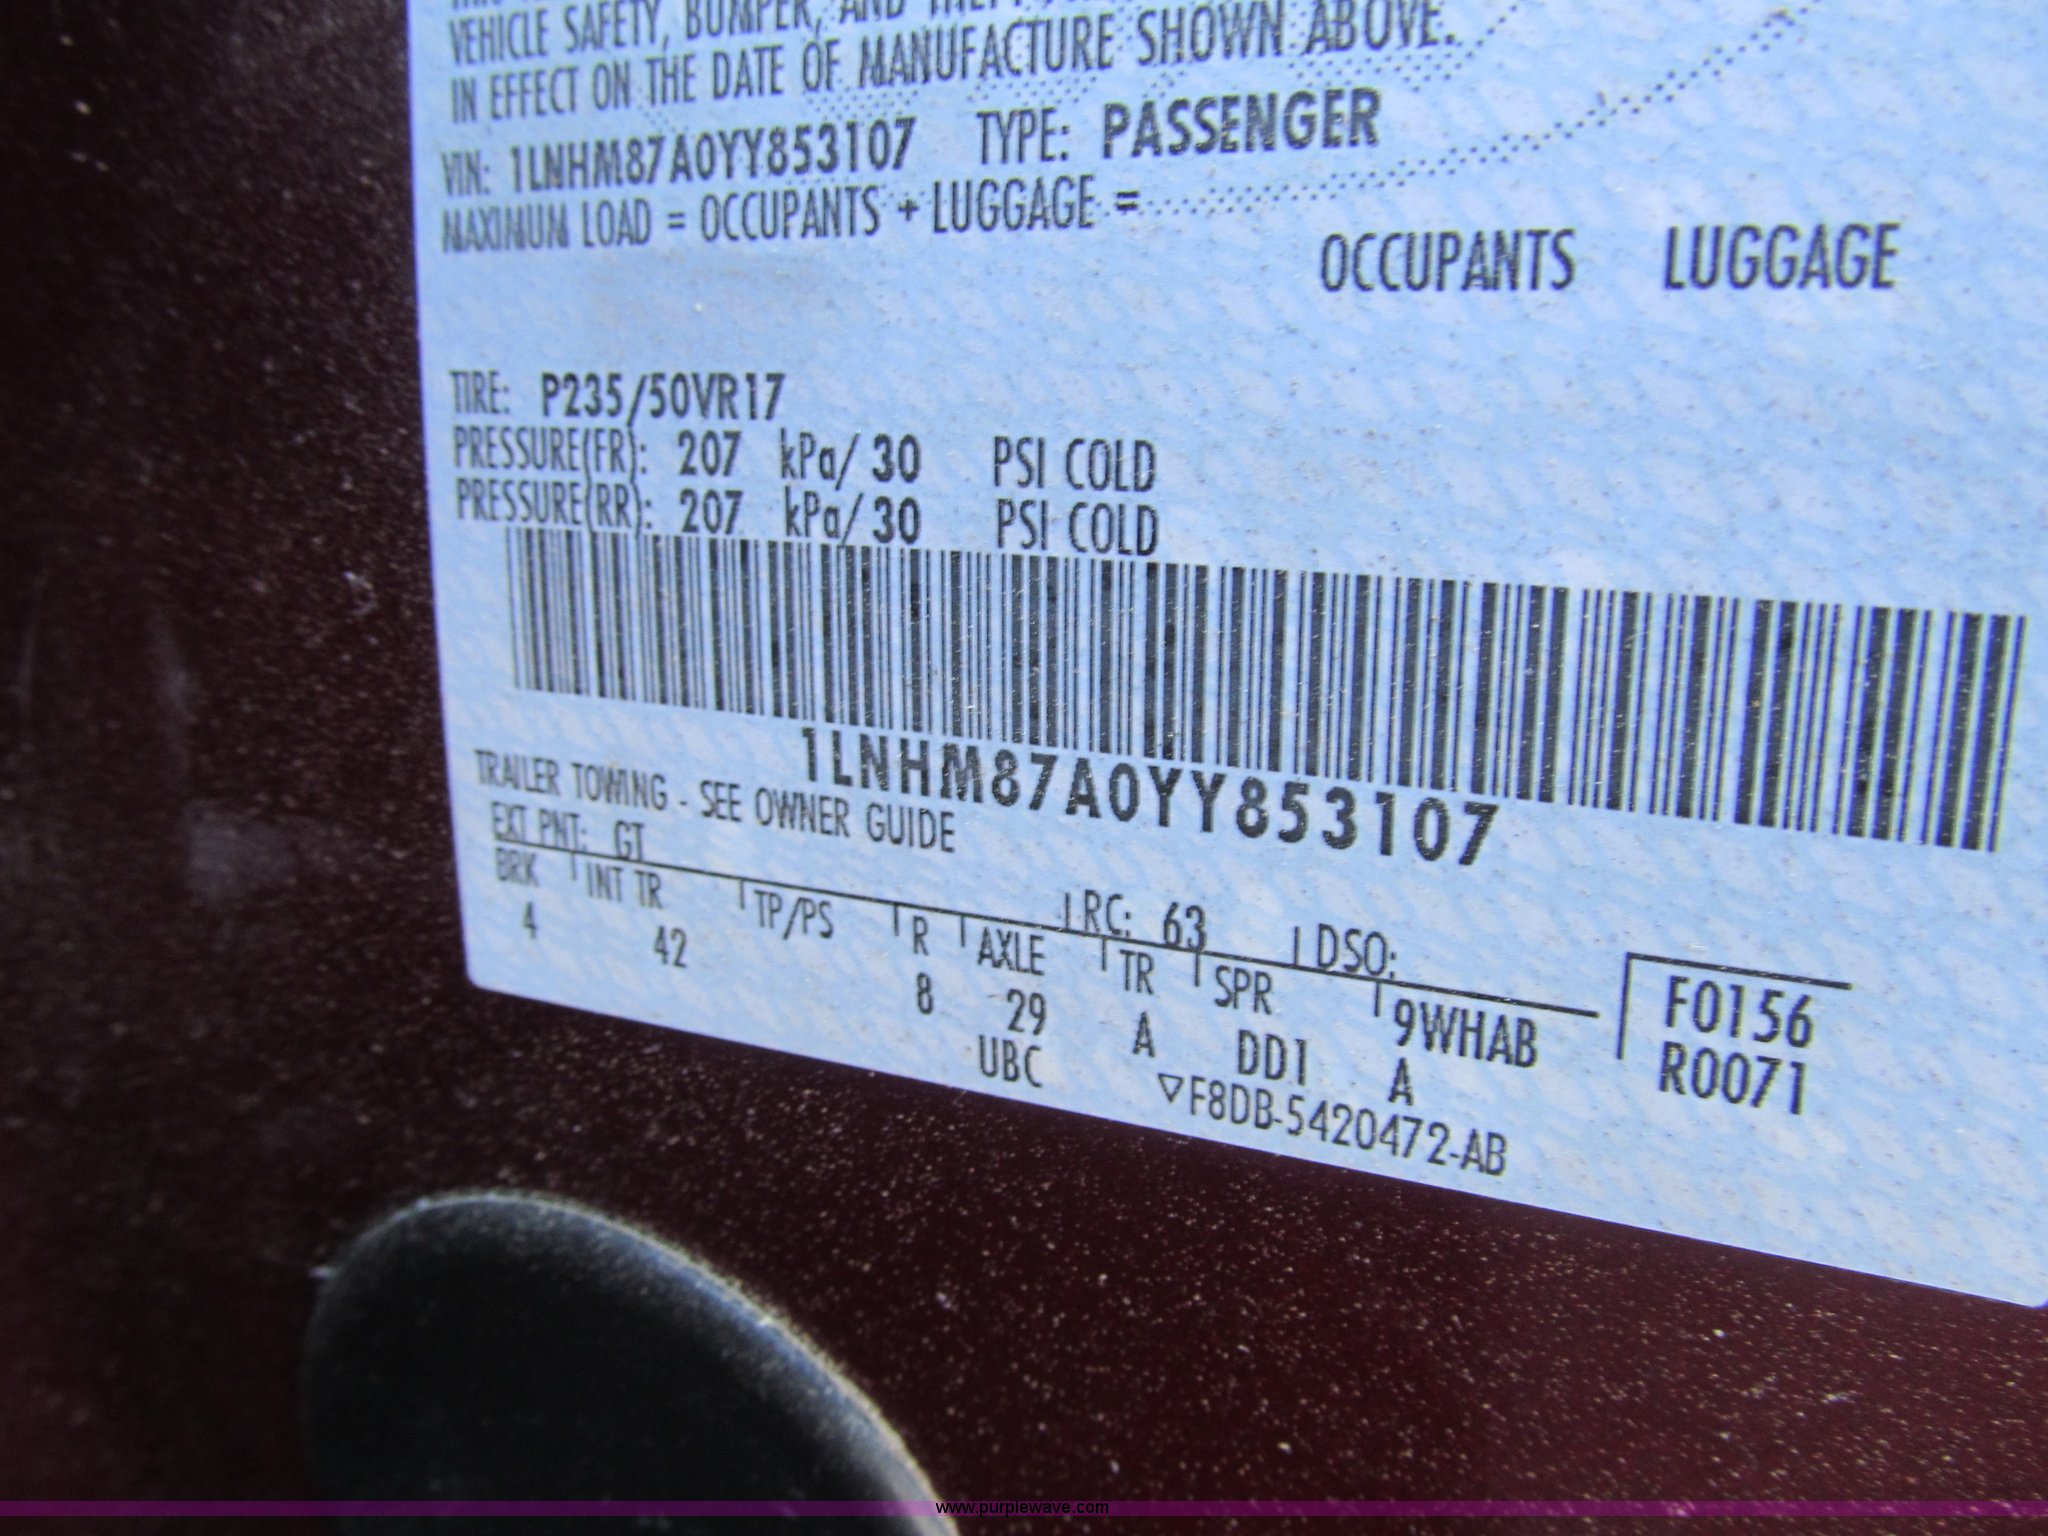 VEHICLE SAFETY, BUMPER, AND THEFT
IN EFFECT ON THE DATE OF MANUFACTURE SHOWN ABOVE.
VIN: 1LNHM87A0YY853107 TYPE: PASSENGER
MAXIMUM LOAD = OCCUPANTS + LUGGAGE =
OCCUPANTS LUGGAGE
TIRE: P235/50VR17
PRESSURE(FR): 207 kPa/ 30 PSI COLD
PRESSURE(RR): 207 kPa/ 30 PSI COLD
1LNHM87A0YY853107
TRAILER TOWING - SEE OWNER GUIDE
EXT PNT: GT RC: 63 DSO:
BRK INT TR TP/PS R AXLE TR SPR 9WHAB
4 42 8 29 A DD1 A
UBC
▽F8DB-5420472-AB
F0156
R0071
www.purplewave.com